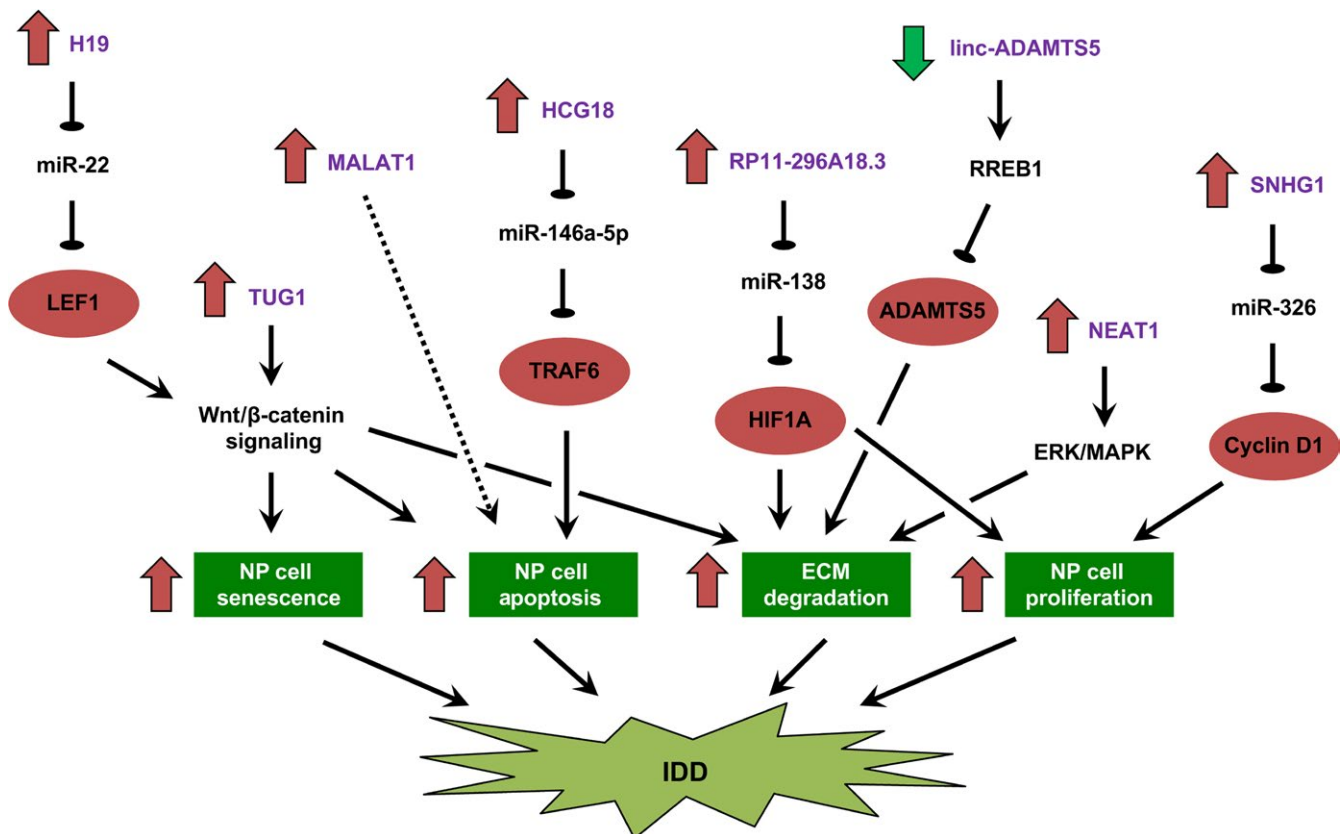 H19
linc-ADAMTS5
HCG18
MALAT1
RP11-296A18.3
miR-22
RREB1
SNHG1
miR-146a-5p
miR-138
LEF1
TUG1
ADAMTS5
miR-326
NEAT1
TRAF6
HIF1A
Wnt/β-catenin
signaling
ERK/MAPK
Cyclin D1
NP cell
senescence
NP cell
apoptosis
ECM
degradation
NP cell
proliferation
IDD